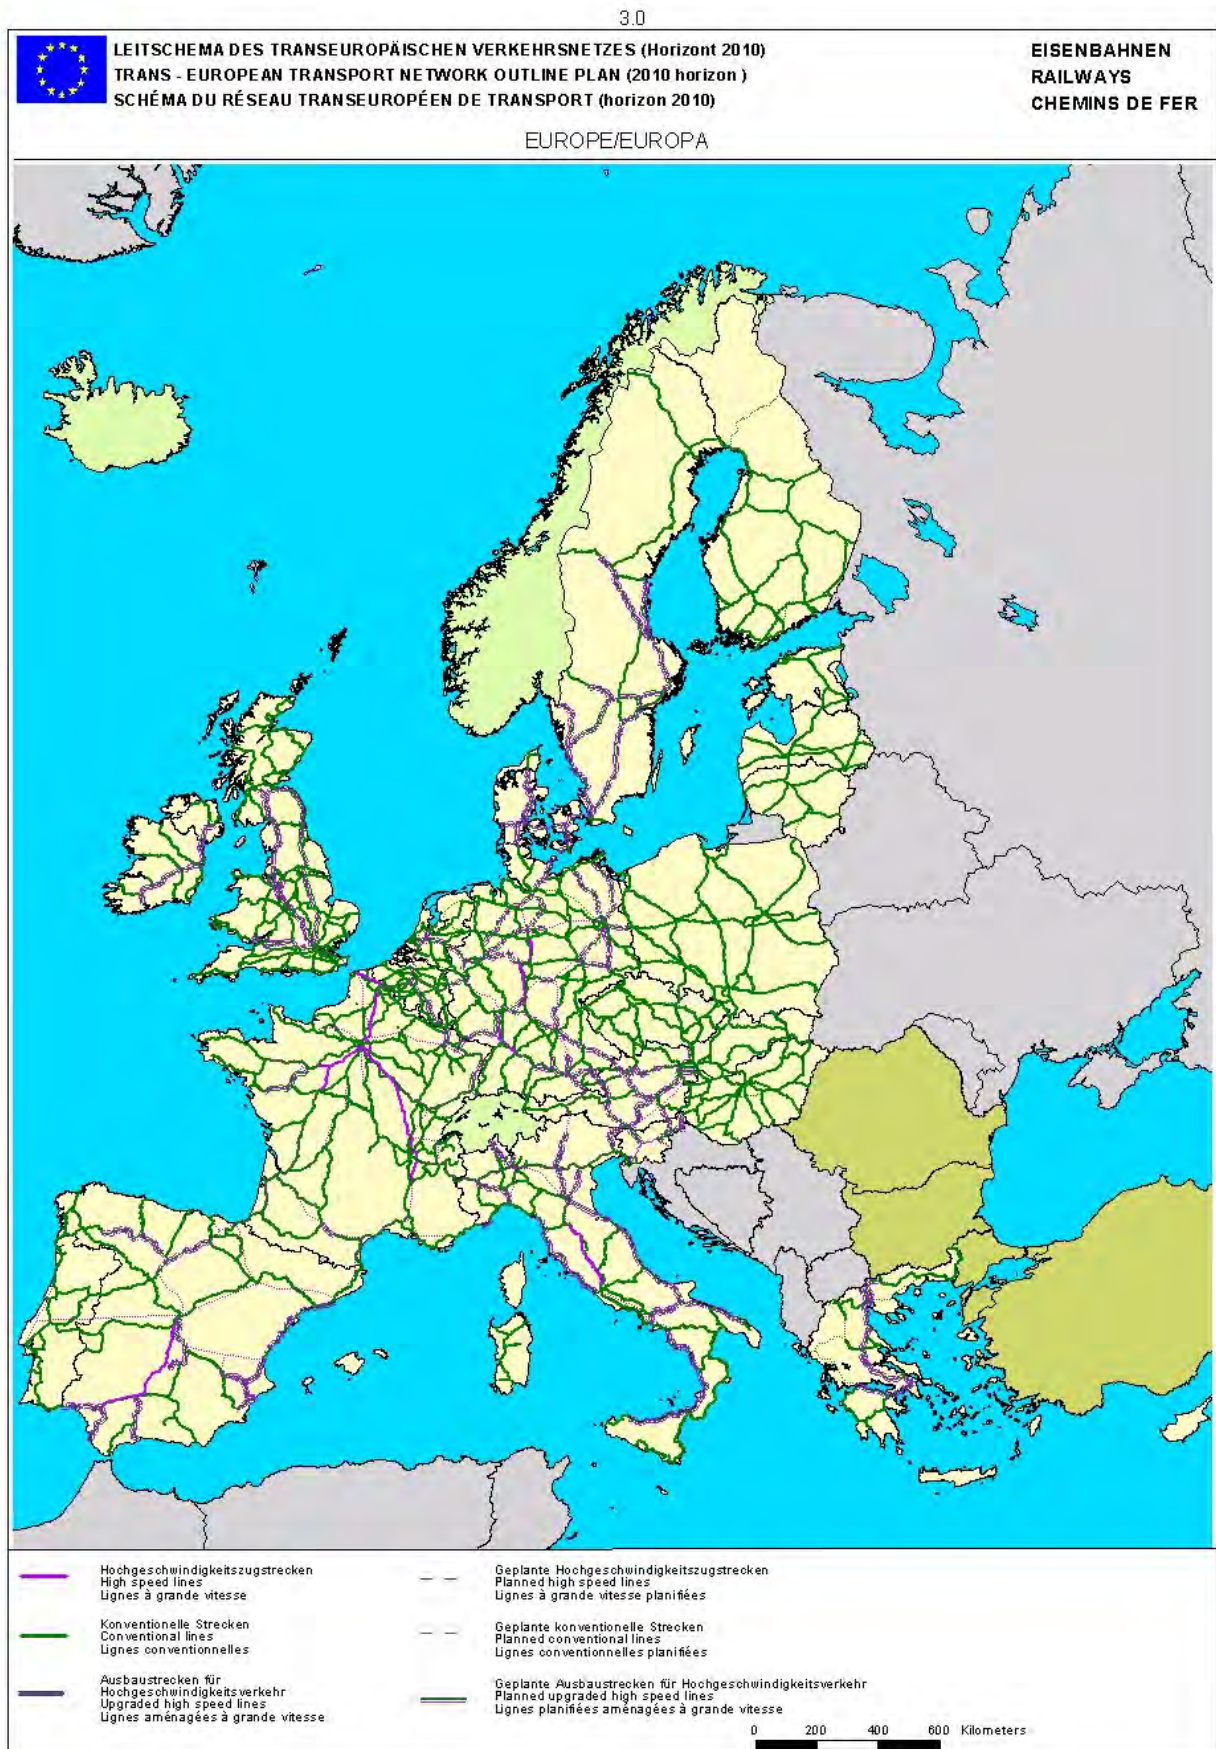 3.0
LEITSCHEMA DES TRANSEUROPÄISCHEN VERKEHRSNETZES (Horizont 2010)
TRANS - EUROPEAN TRANSPORT NETWORK OUTLINE PLAN (2010 horizon )
SCHÉMA DU RÉSEAU TRANSEUROPÉEN DE TRANSPORT (horizon 2010)
EISENBAHNEN
RAILWAYS
CHEMINS DE FER
EUROPE/EUROPA
Hochgeschwindigkeitszugstrecken
High speed lines
Lignes à grande vitesse
Konventionelle Strecken
Conventional lines
Lignes conventionnelles
Ausbaustrecken für
Hochgeschwindigkeitsverkehr
Upgraded high speed lines
Lignes aménagées à grande vitesse
Geplante Hochgeschwindigkeitszugstrecken
Planned high speed lines
Lignes à grande vitesse planifiées
Geplante konventionelle Strecken
Planned conventional lines
Lignes conventionnelles planifiées
Geplante Ausbaustrecken für Hochgeschwindigkeitsverkehr
Planned upgraded high speed lines
Lignes planifiées aménagées à grande vitesse
0 200 400 600 Kilometers